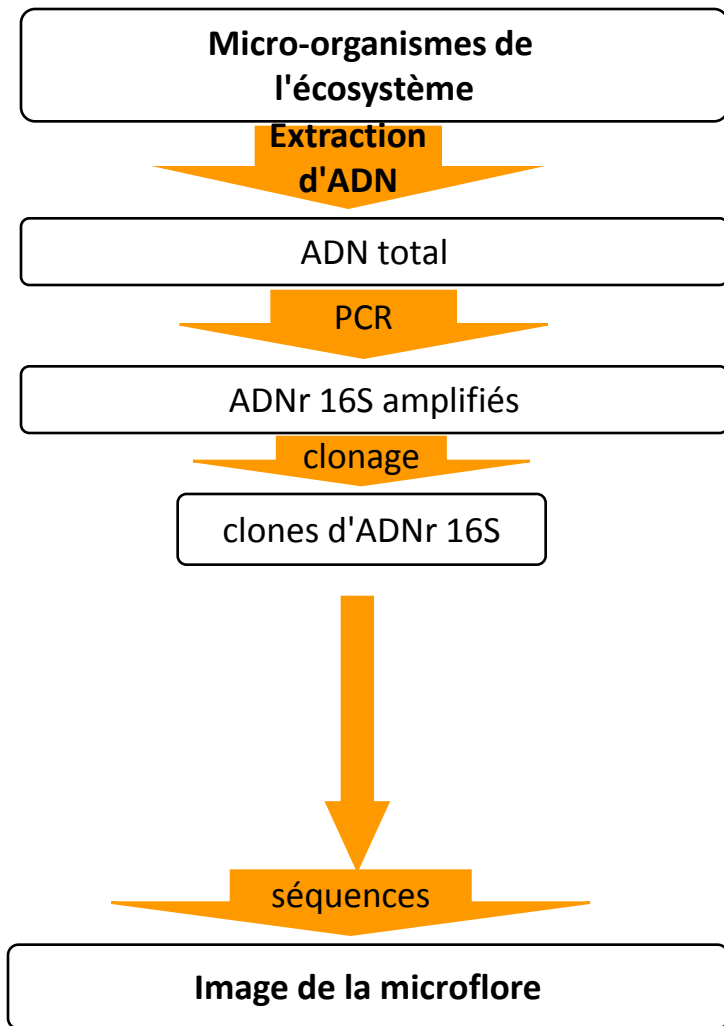 Micro-organismes de
l'écosystème
Extraction
d'ADN
ADN total
PCR
ADNr 16S amplifiés
clonage
clones d'ADNr 16S
séquences
Image de la microflore